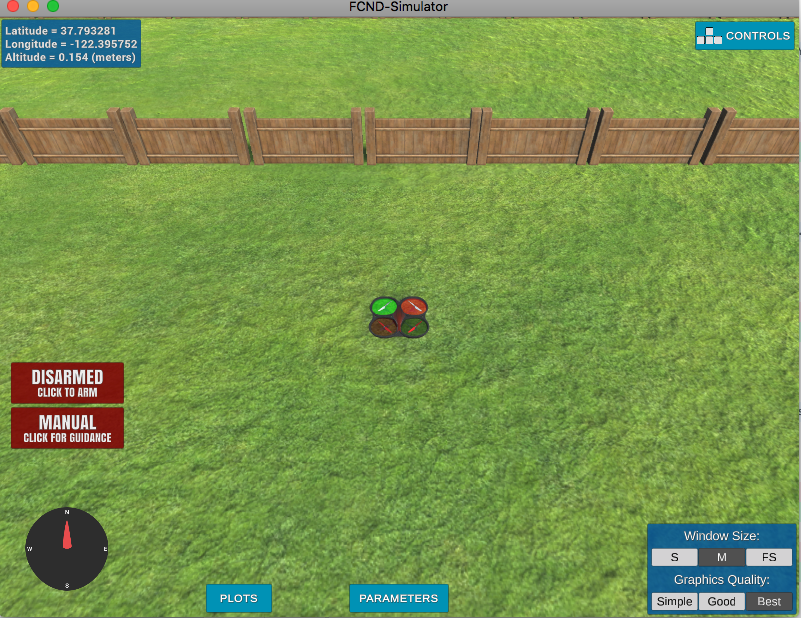 FCND-Simulator
Latitude = 37.793281
Longitude = -122.395752
Altitude = 0.154 (meters)
CONTROLS
DISARMED
CLICK TO ARM
MANUAL
CLICK FOR GUIDANCE
N
W E
S
PLOTS
PARAMETERS
Window Size:
S M FS
Graphics Quality:
Simple Good Best